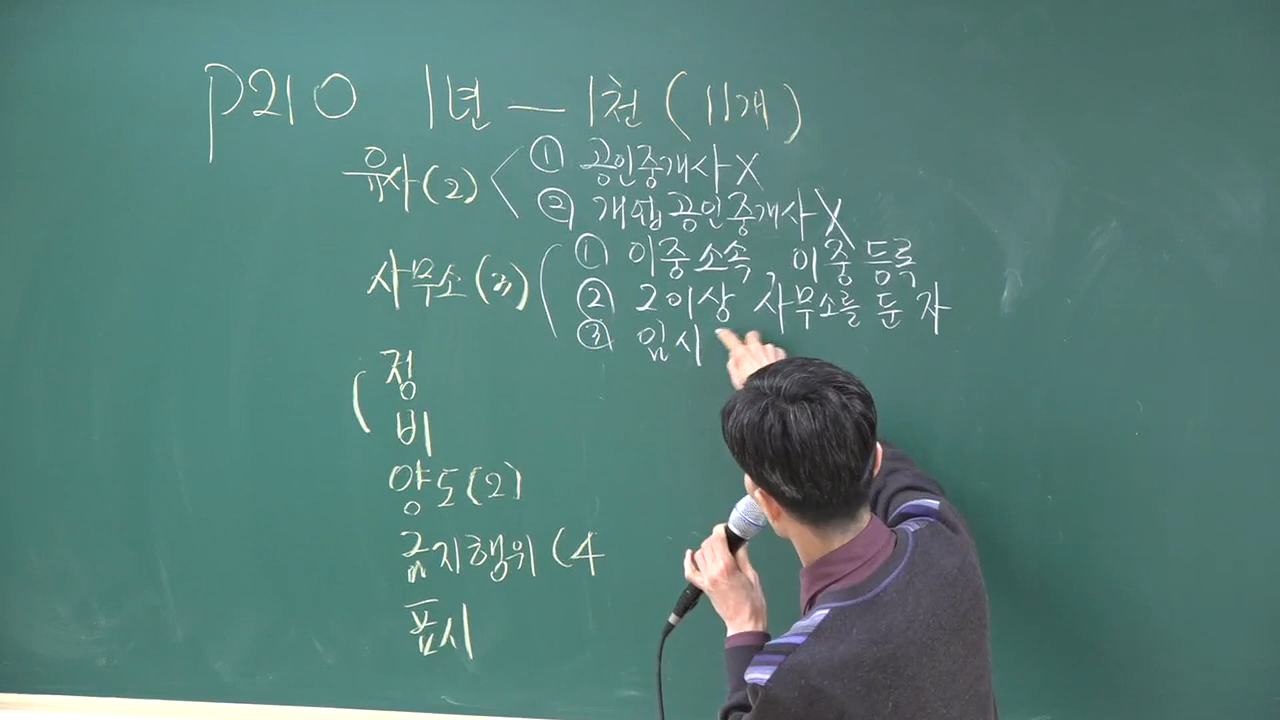 P210 1년 — 1천 (11개)
유사(2) ① 공인중개사 X
② 개업공인중개사 X
사무소(3) ① 이중소속, 이중등록
② 2이상 사무소를 둔 자
③ 임시
정
비
양도(2)
금지행위 (4
표시